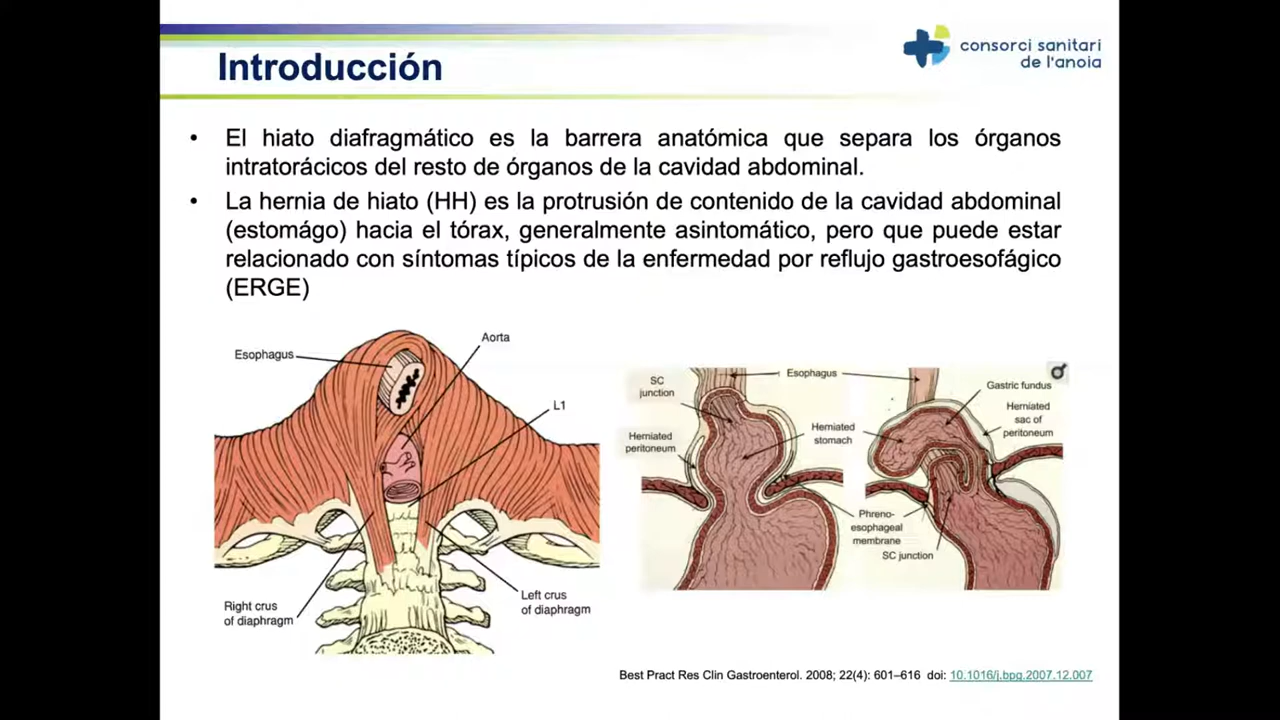 Introducción
consorci sanitari
de l'anoia
• El hiato diafragmático es la barrera anatómica que separa los órganos
intratorácicos del resto de órganos de la cavidad abdominal.
• La hernia de hiato (HH) es la protrusión de contenido de la cavidad abdominal
(estomágo) hacia el tórax, generalmente asintomático, pero que puede estar
relacionado con síntomas típicos de la enfermedad por reflujo gastroesofágico
(ERGE)
Esophagus
Aorta
L1
Right crus
of diaphragm
Left crus
of diaphragm
SC
junction
Esophagus
Gastric fundus
Herniated
peritoneum
Herniated
stomach
Herniated
sac of
peritoneum
Phreno-
esophageal
membrane
SC junction
Best Pract Res Clin Gastroenterol. 2008; 22(4): 601–616 doi: 10.1016/j.bpg.2007.12.007